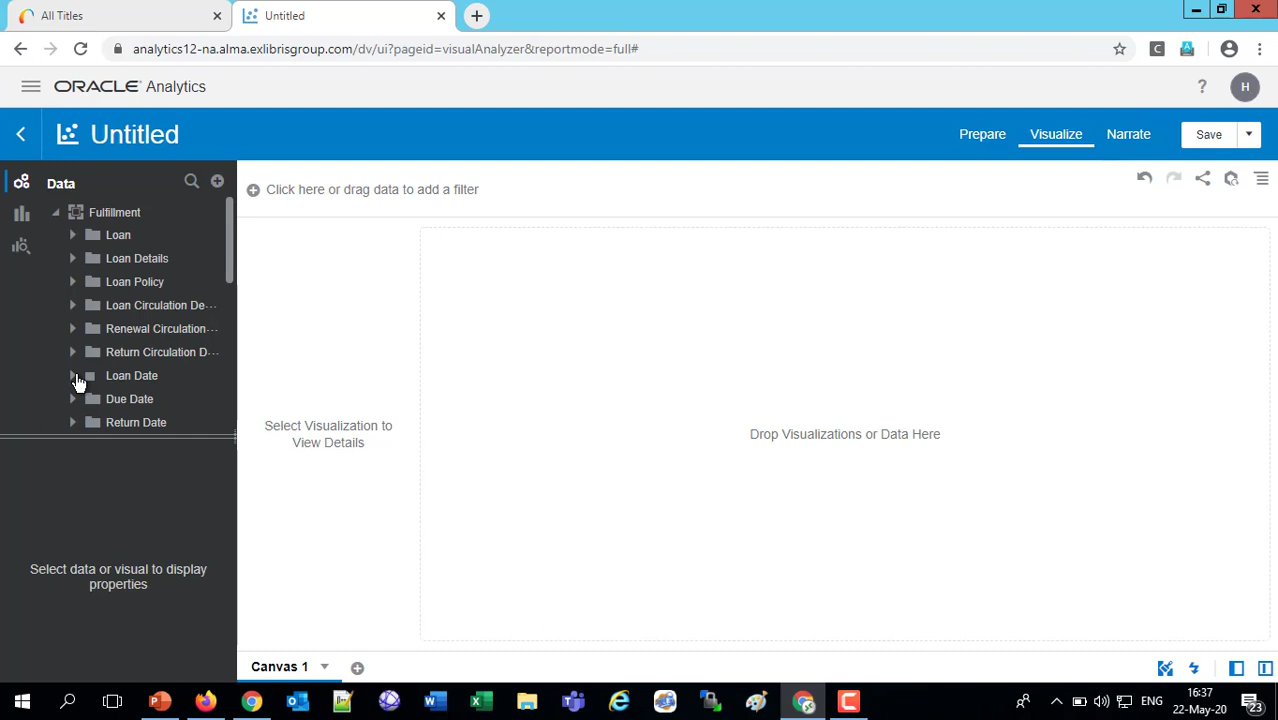 All Titles
Untitled
analytics12-na.alma.exlibrisgroup.com/dv/ui?pageid=visualAnalyzer&reportmode=full#
ORACLE Analytics
H
Untitled
Prepare
Visualize
Narrate
Save
Data
Click here or drag data to add a filter
Fulfillment
Loan
Loan Details
Loan Policy
Loan Circulation De···
Renewal Circulation···
Return Circulation D···
Loan Date
Due Date
Return Date
Select Visualization to
View Details
Drop Visualizations or Data Here
Select data or visual to display
properties
Canvas 1
ENG
16:37
22-May-20
23